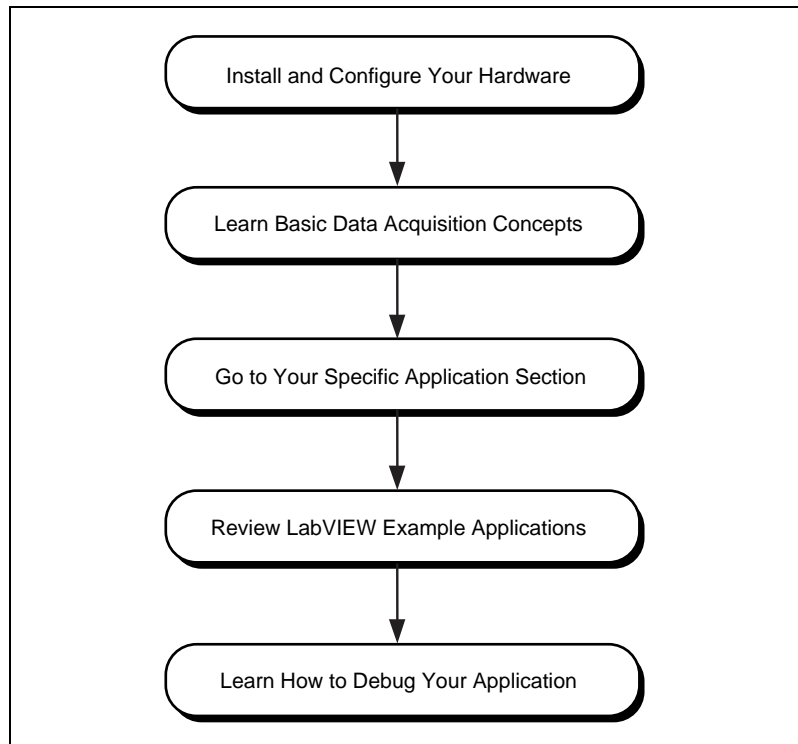 Install and Configure Your Hardware
Learn Basic Data Acquisition Concepts
Go to Your Specific Application Section
Review LabVIEW Example Applications
Learn How to Debug Your Application